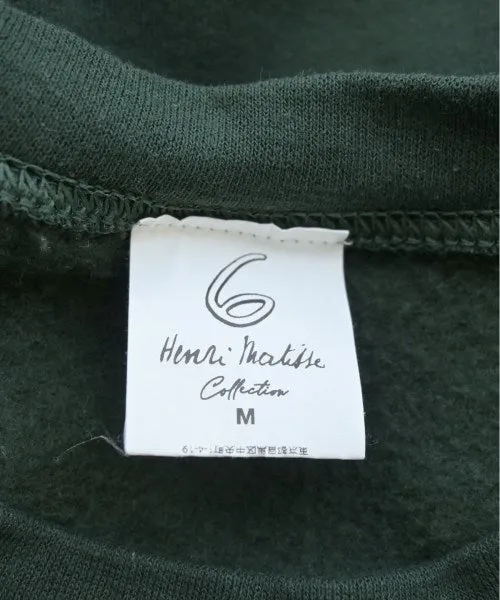 6
Henri Matisse
Collection
M